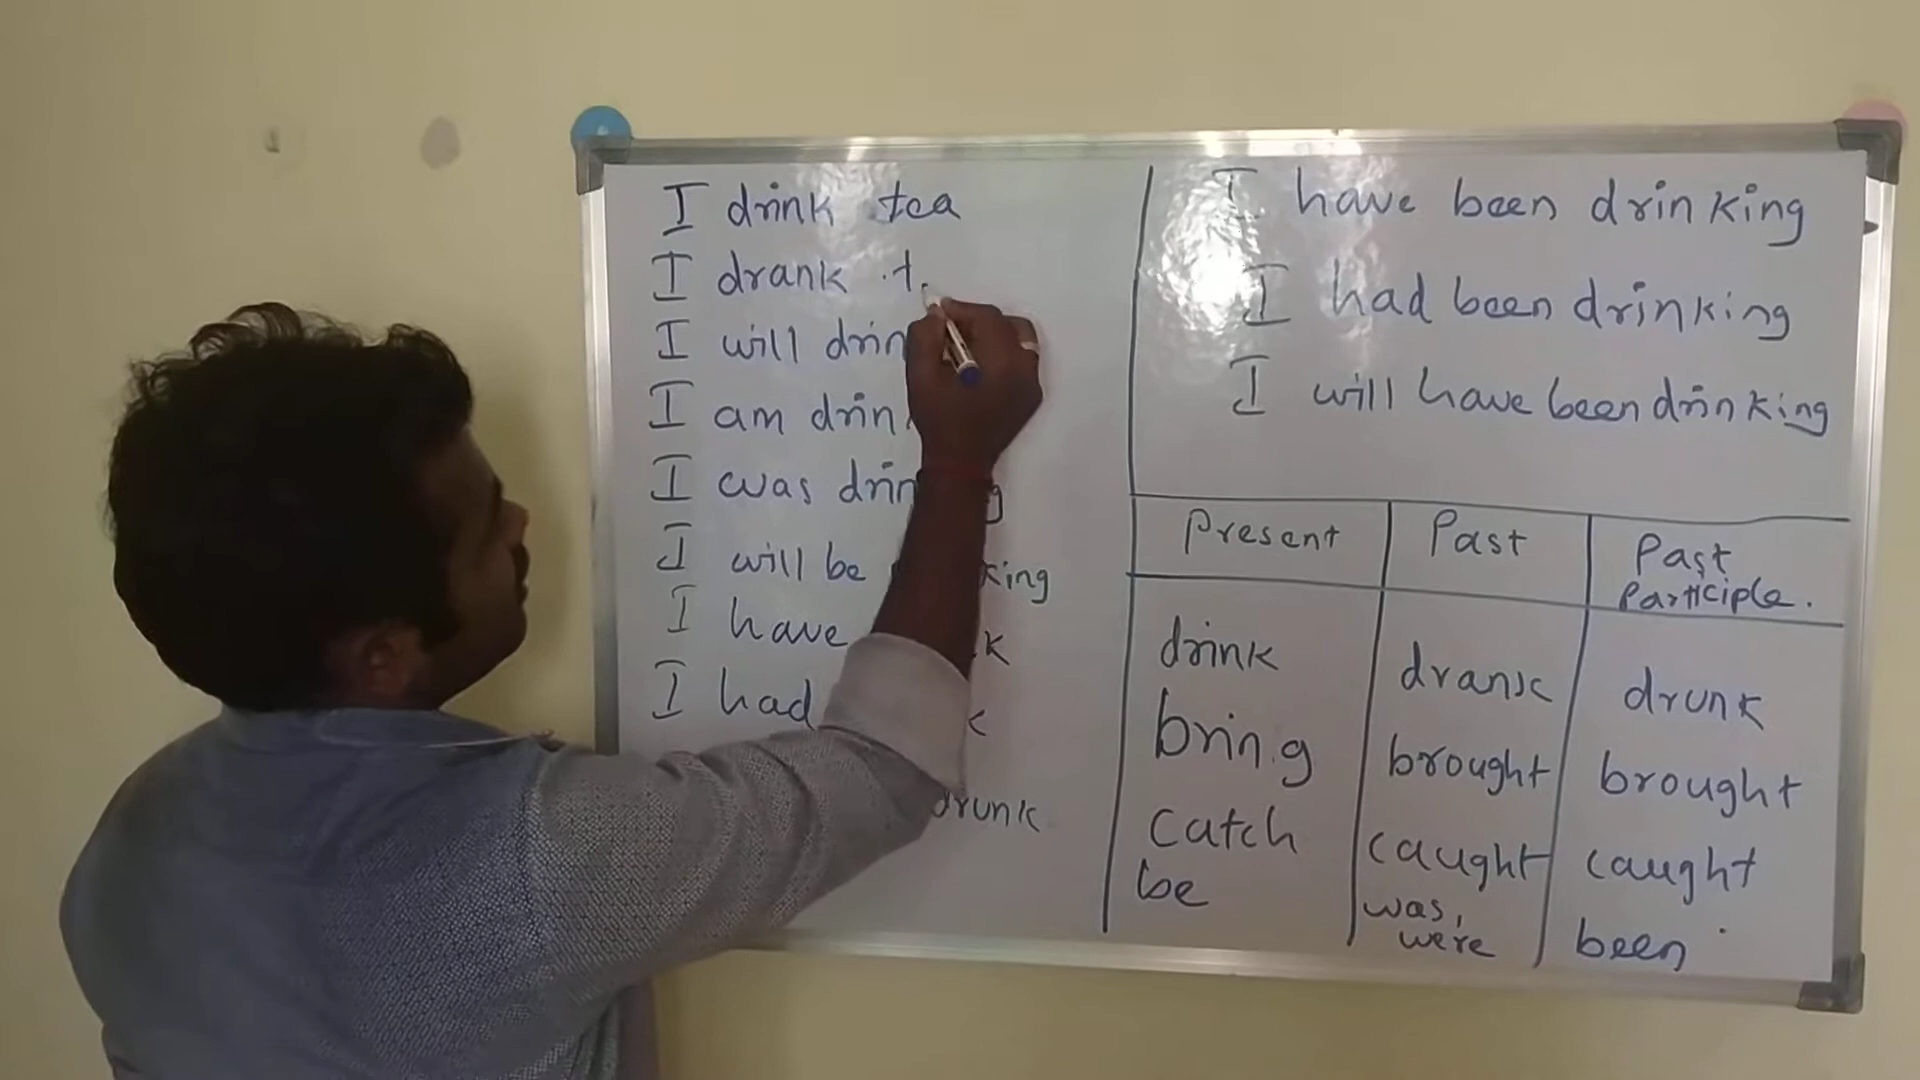 I drink tea
I drank t
I will drin
I am drin
I was drin g
I will be king
I have k
I had
drunk
I have been drinking
I had been drinking
I will have been drinking
Present Past Past Participle.
drink drank drunk
bring brought brought
catch caught caught
be was, were been